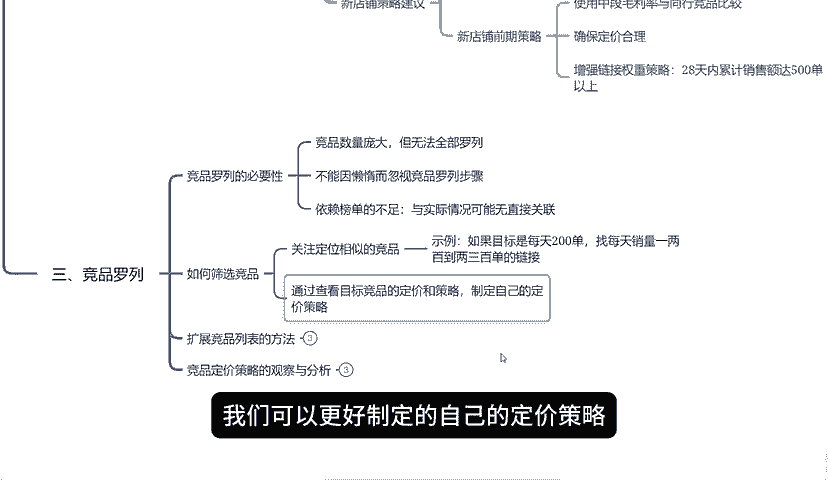 新店铺策略建议
使用中段毛利率与同行竞品比较
新店铺前期策略
确保定价合理
增强链接权重策略：28天内累计销售额达500单
以上
竞品数量庞大，但无法全部罗列
竞品罗列的必要性
不能因懒惰而忽视竞品罗列步骤
依赖榜单的不足：与实际情况可能无直接关联
三、竞品罗列
如何筛选竞品
关注定位相似的竞品
示例：如果目标是每天200单，找每天销量一两
百到两三百单的链接
通过查看目标竞品的定价和策略，制定自己的定
价策略
扩展竞品列表的方法
3
竞品定价策略的观察与分析
3
我们可以更好制定的自己的定价策略